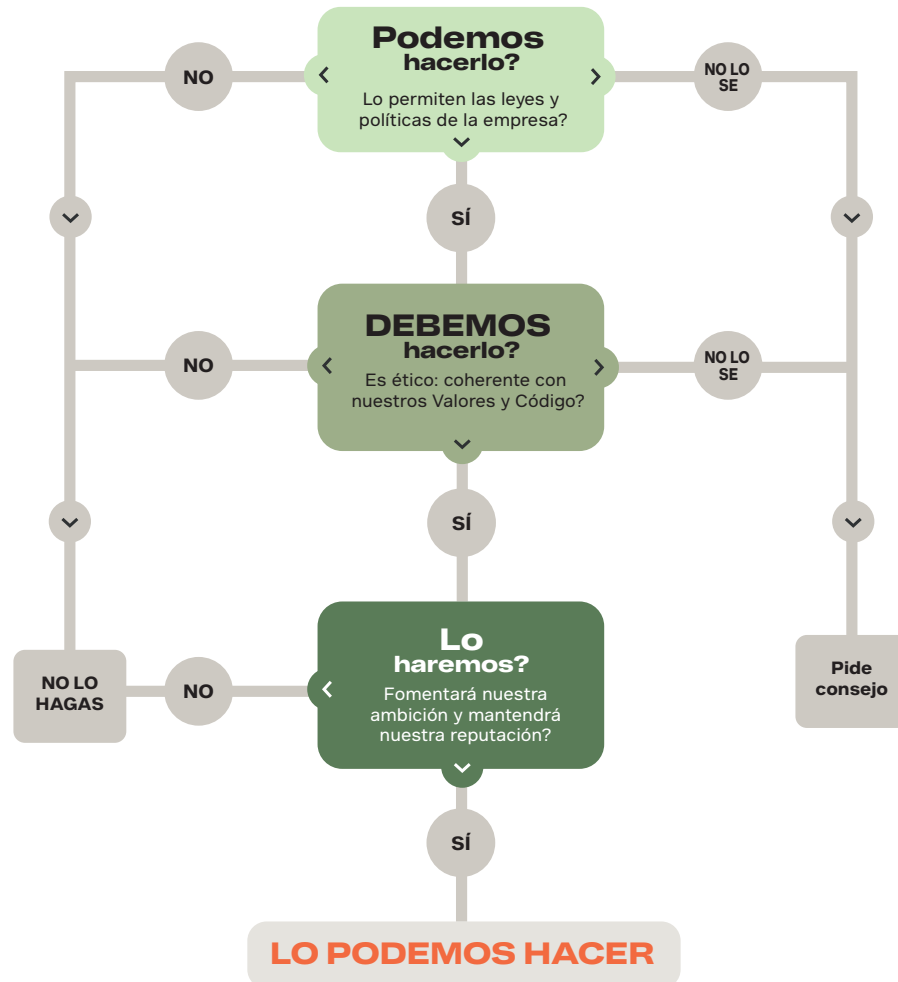 Podemos
hacerlo?
Lo permiten las leyes y
políticas de la empresa?
NO
NO LO
SE
SÍ
DEBEMOS
hacerlo?
Es ético: coherente con
nuestros Valores y Código?
NO
NO LO
SE
SÍ
Lo
haremos?
Fomentará nuestra
ambición y mantendrá
nuestra reputación?
NO LO
HAGAS
NO
Pide
consejo
SÍ
LO PODEMOS HACER